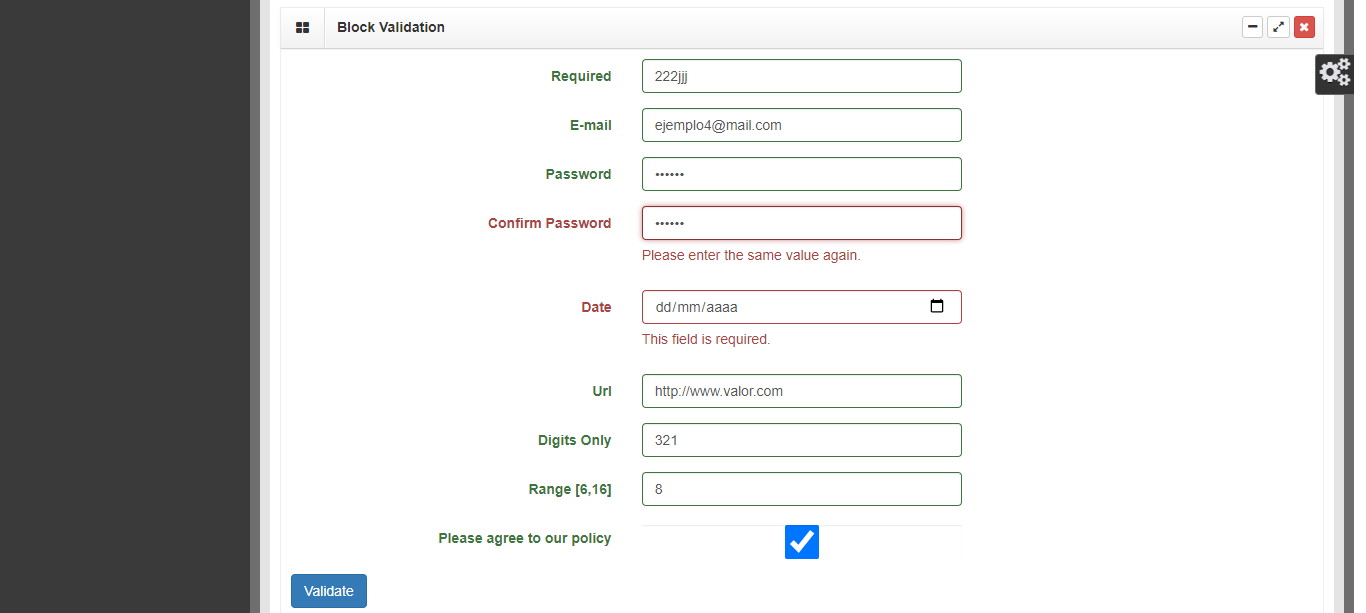 Block Validation
Required 222jjj
E-mail ejemplo4@mail.com
Password ••••••
Confirm Password ••••••
Please enter the same value again.
Date dd/mm/aaaa
This field is required.
Url http://www.valor.com
Digits Only 321
Range [6,16] 8
Please agree to our policy
Validate